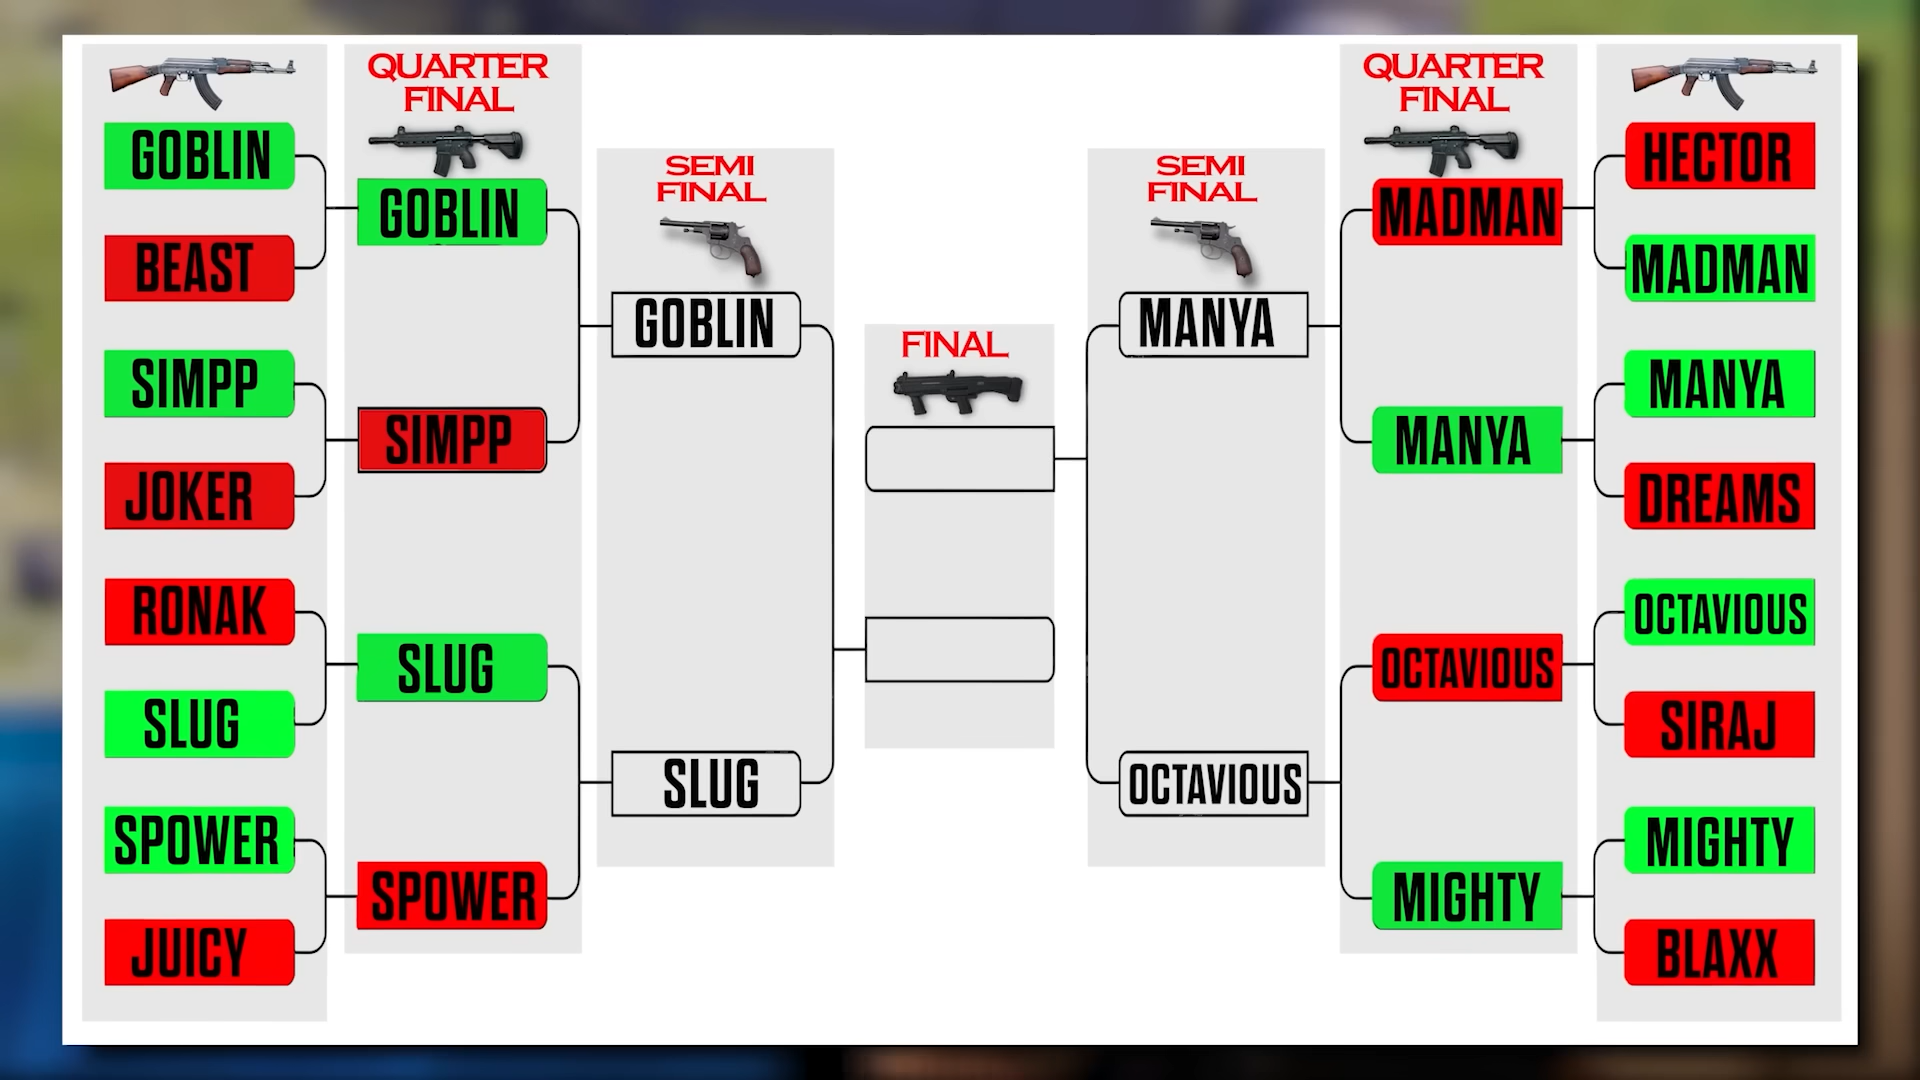 GOBLIN
BEAST
SIMPP
JOKER
RONAK
SLUG
SPOWER
JUICY
QUARTER
FINAL
GOBLIN
SIMPP
SLUG
SPOWER
SEMI
FINAL
GOBLIN
SLUG
FINAL
SEMI
FINAL
MANYA
OCTAVIOUS
QUARTER
FINAL
MADMAN
MANYA
OCTAVIOUS
MIGHTY
HECTOR
MADMAN
MANYA
DREAMS
OCTAVIOUS
SIRAJ
MIGHTY
BLAXX